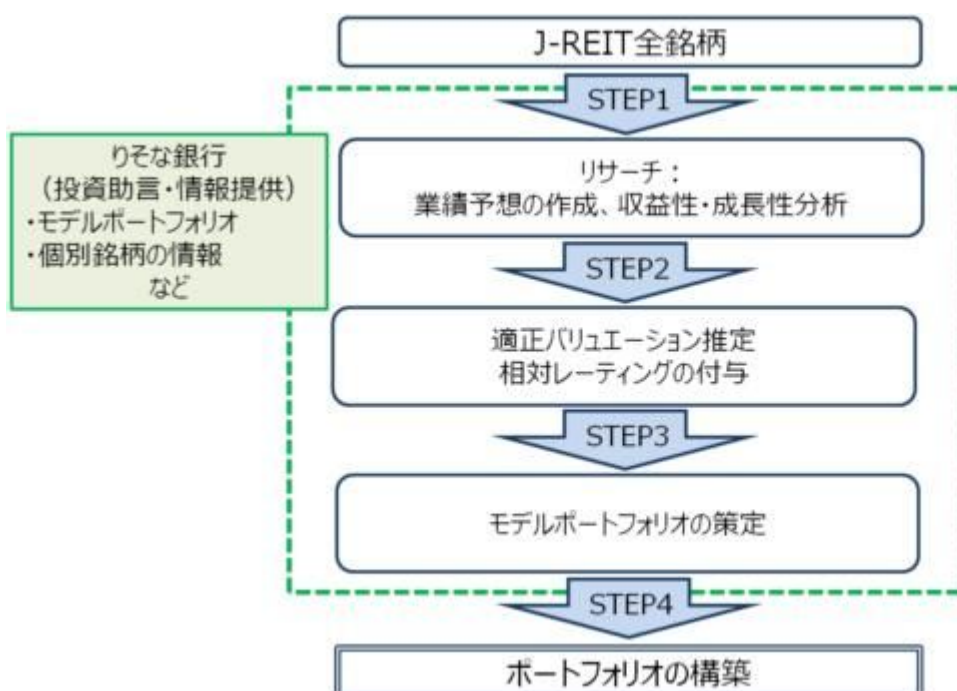 J-REIT全銘柄
STEP1
りそな銀行
（投資助言・情報提供）
・モデルポートフォリオ
・個別銘柄の情報
など
リサーチ：
業績予想の作成、収益性・成長性分析
STEP2
適正バリュエーション推定
相対レーティングの付与
STEP3
モデルポートフォリオの策定
STEP4
ポートフォリオの構築